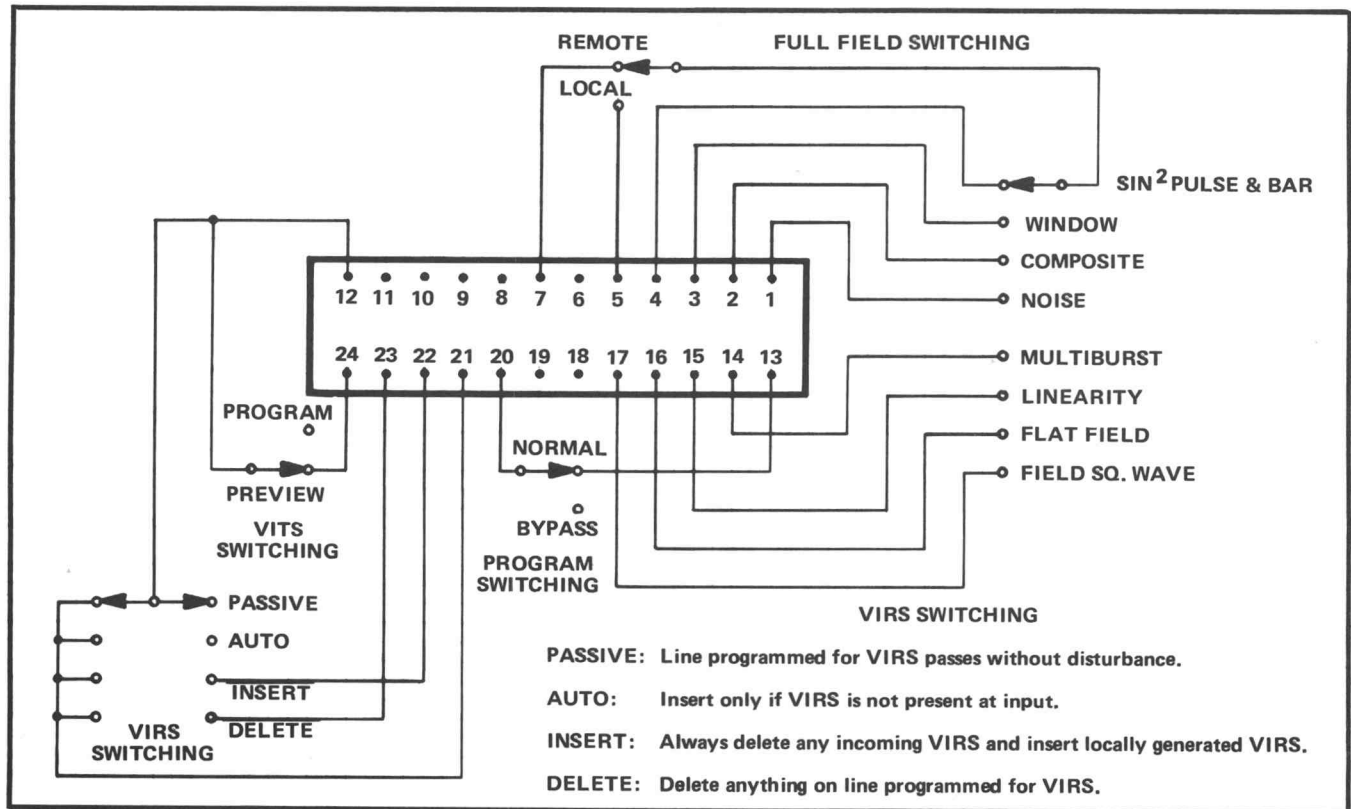 REMOTE FULL FIELD SWITCHING
LOCAL
SIN² PULSE & BAR
WINDOW
COMPOSITE
NOISE
12 11 10 9 8 7 6 5 4 3 2 1
24 23 22 21 20 19 18 17 16 15 14 13
MULTIBURST
LINEARITY
FLAT FIELD
FIELD SQ. WAVE
PROGRAM
PREVIEW
VITS
SWITCHING
NORMAL
BYPASS
PROGRAM
SWITCHING
PASSIVE
AUTO
INSERT
DELETE
VIRS
SWITCHING
VIRS SWITCHING
PASSIVE: Line programmed for VIRS passes without disturbance.
AUTO: Insert only if VIRS is not present at input.
INSERT: Always delete any incoming VIRS and insert locally generated VIRS.
DELETE: Delete anything on line programmed for VIRS.